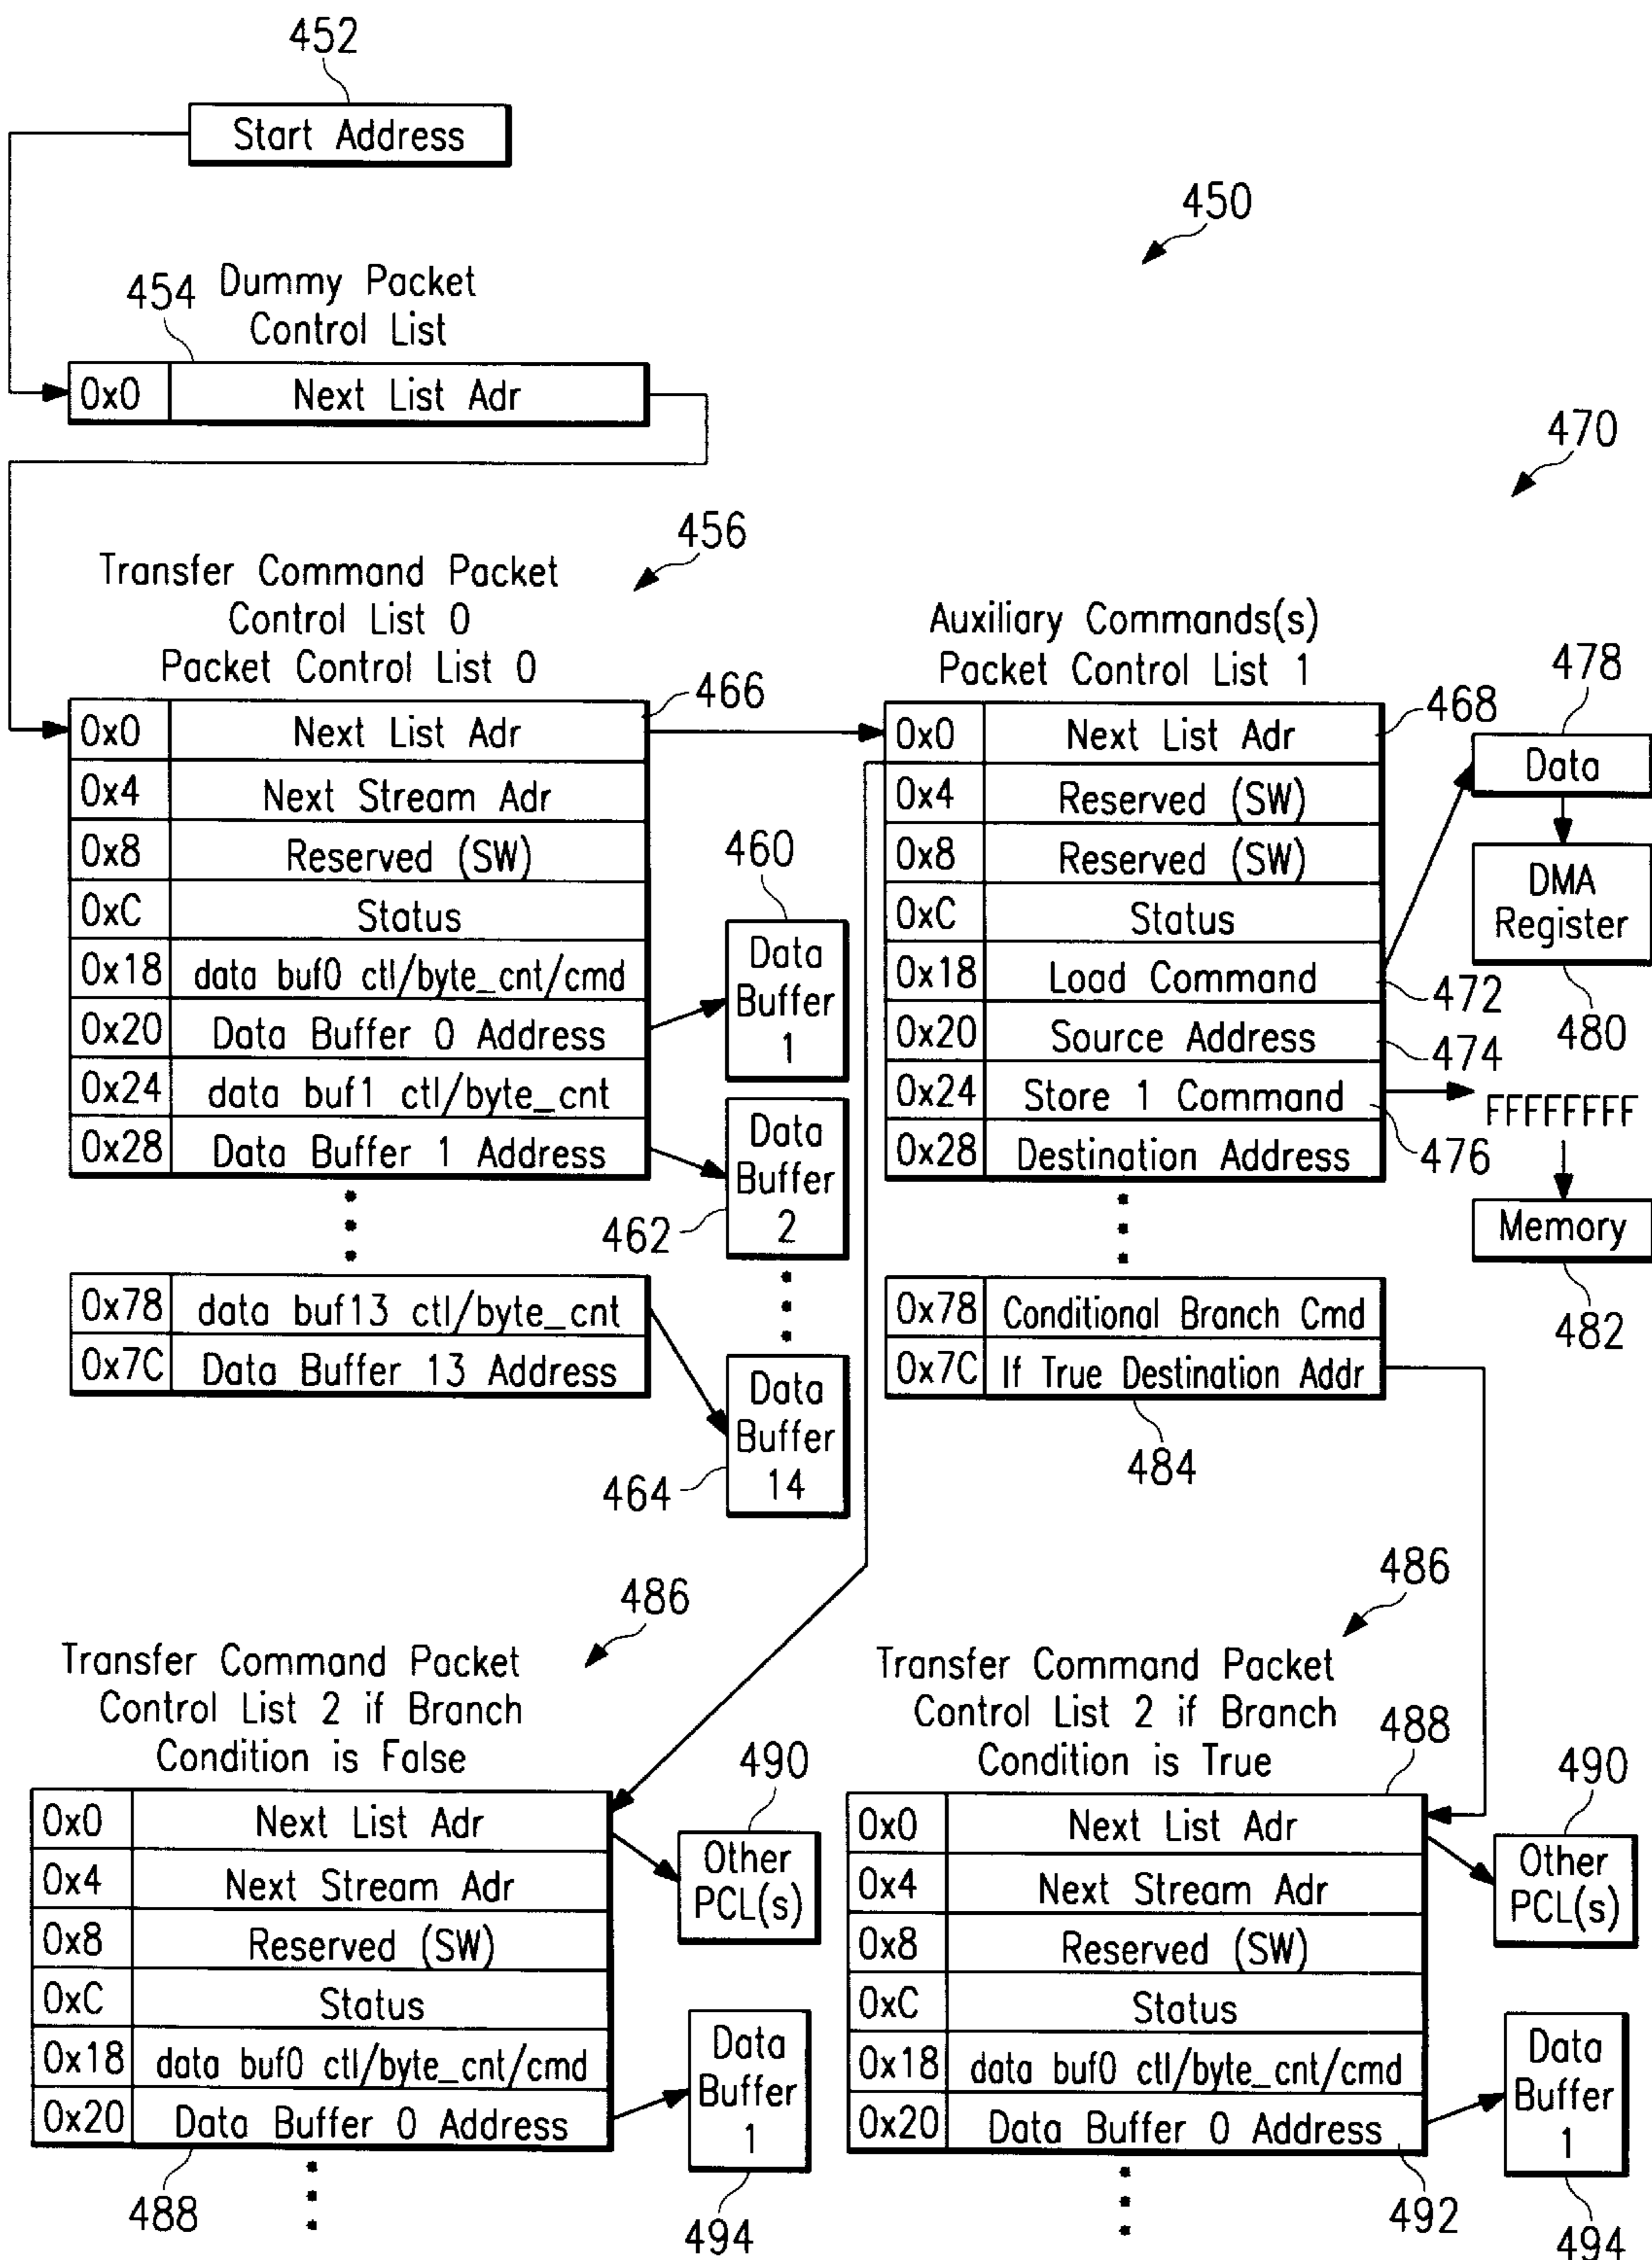 452
Start Address
450
454
Dummy Packet
Control List
0x0 Next List Adr
470
456
Transfer Command Packet
Control List 0
Packet Control List 0
466
0x0 Next List Adr
0x4 Next Stream Adr
0x8 Reserved (SW)
0xC Status
0x18 data buf0 ctl/byte_cnt/cmd
0x20 Data Buffer 0 Address
0x24 data buf1 ctl/byte_cnt
0x28 Data Buffer 1 Address
0x78 data buf13 ctl/byte_cnt
0x7C Data Buffer 13 Address
460
Data
Buffer
1
Data
Buffer
2
462
Data
Buffer
14
464
Auxiliary Commands(s)
Packet Control List 1
468
0x0 Next List Adr
0x4 Reserved (SW)
0x8 Reserved (SW)
0xC Status
0x18 Load Command
472
0x20 Source Address
474
0x24 Store 1 Command
476
0x28 Destination Address
0x78 Conditional Branch Cmd
0x7C If True Destination Addr
484
478
Data
DMA
Register
480
FFFFFFFF
Memory
482
486
Transfer Command Packet
Control List 2 if Branch
Condition is False
0x0 Next List Adr
0x4 Next Stream Adr
0x8 Reserved (SW)
0xC Status
0x18 data buf0 ctl/byte_cnt/cmd
0x20 Data Buffer 0 Address
488
490
Other
PCL(s)
Data
Buffer
1
494
486
Transfer Command Packet
Control List 2 if Branch
Condition is True
488
0x0 Next List Adr
0x4 Next Stream Adr
0x8 Reserved (SW)
0xC Status
0x18 data buf0 ctl/byte_cnt/cmd
0x20 Data Buffer 0 Address
492
490
Other
PCL(s)
Data
Buffer
1
494